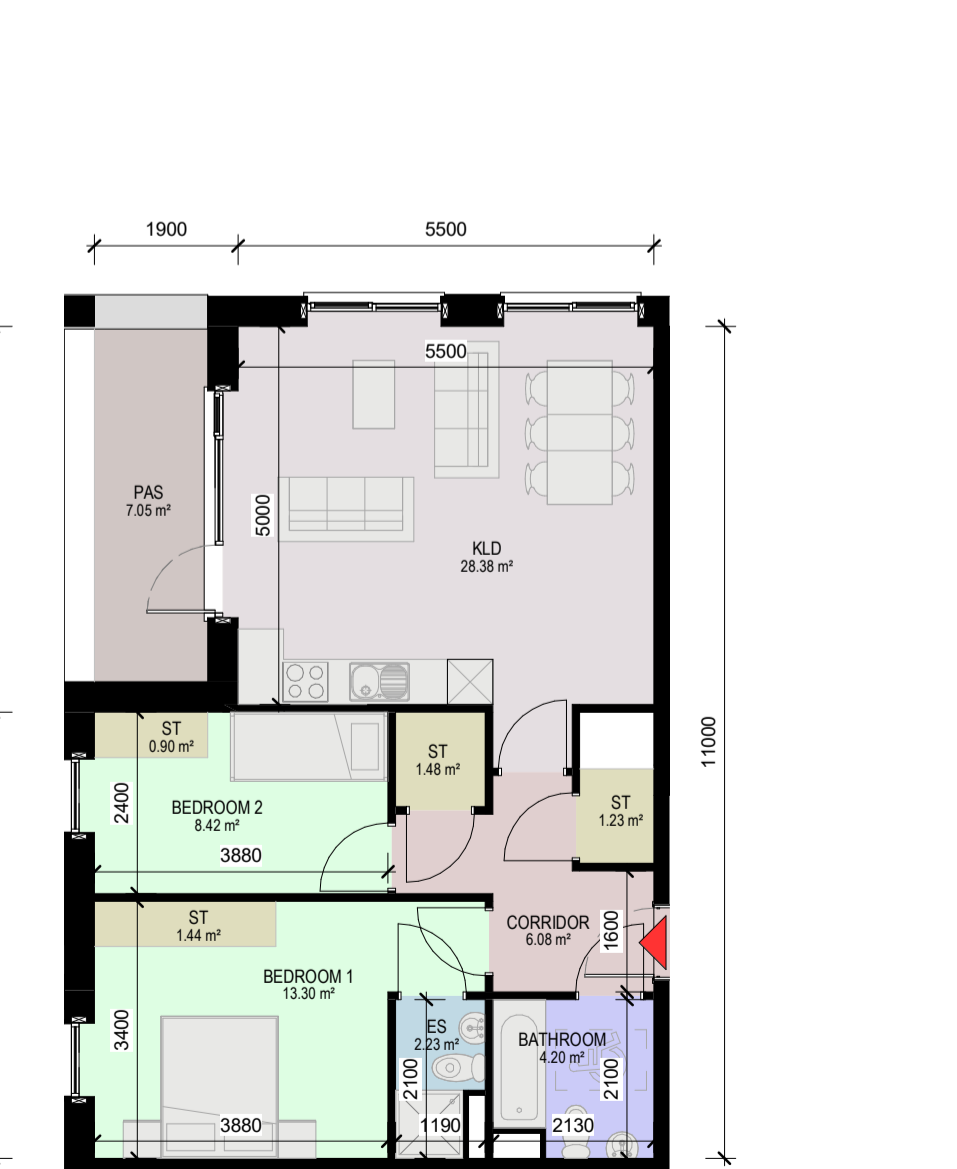 1900
5500
5500
PAS
7.05 m²
5000
KLD
28.38 m²
11000
ST
0.90 m²
ST
1.48 m²
ST
1.23 m²
2400
BEDROOM 2
8.42 m²
3880
ST
1.44 m²
CORRIDOR
6.08 m²
1600
BEDROOM 1
13.30 m²
3400
ES
2.23 m²
BATHROOM
4.20 m²
2100
2100
3880
1190
2130